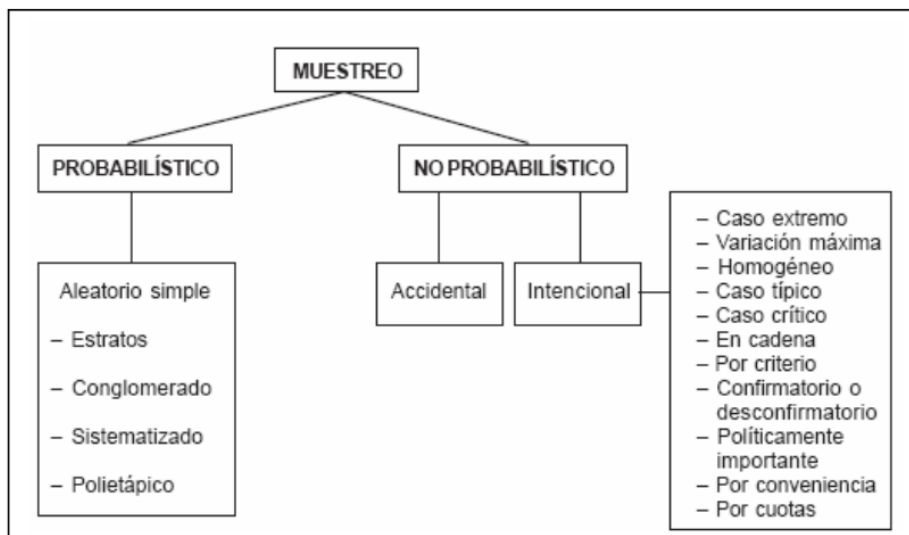 MUESTREO
PROBABILÍSTICO
NO PROBABILÍSTICO
Aleatorio simple
– Estratos
– Conglomerado
– Sistematizado
– Polietápico
Accidental
Intencional
– Caso extremo
– Variación máxima
– Homogéneo
– Caso típico
– Caso crítico
– En cadena
– Por criterio
– Confirmatorio o
desconfirmatorio
– Políticamente
importante
– Por conveniencia
– Por cuotas